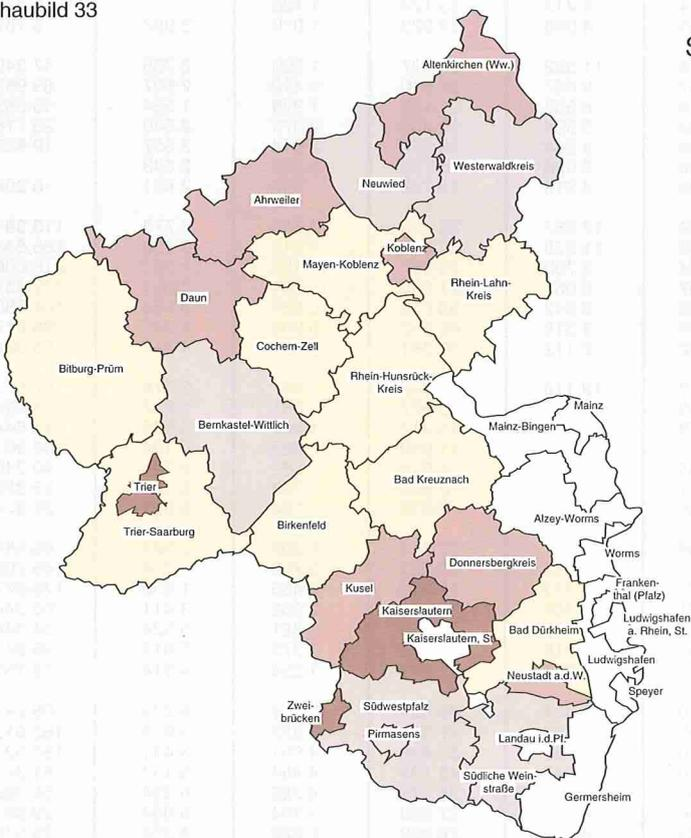 haubild 33
S
Altenkirchen (Ww.)
Westerwaldkreis
Neuwied
Ahrweiler
Koblenz
Mayen-Koblenz
Rhein-Lahn-
Kreis
Daun
Cochem-Zell
Bitburg-Prüm
Rhein-Hunsrück-
Kreis
Mainz
Bernkastel-Wittlich
Mainz-Bingen
Bad Kreuznach
Trier
Alzey-Worms
Birkenfeld
Trier-Saarburg
Worms
Donnersbergkreis
Kusel
Franken-
thal (Pfalz)
Kaiserslautern
Ludwigshafen
a. Rhein, St.
Bad Dürkheim
Kaiserslautern, St
Ludwigshafen
Neustadt a.d.W.
Speyer
Zwei-
brücken
Südwestpfalz
Pirmasens
Landau i.d.Pf.
Südliche Wein-
straße
Germersheim